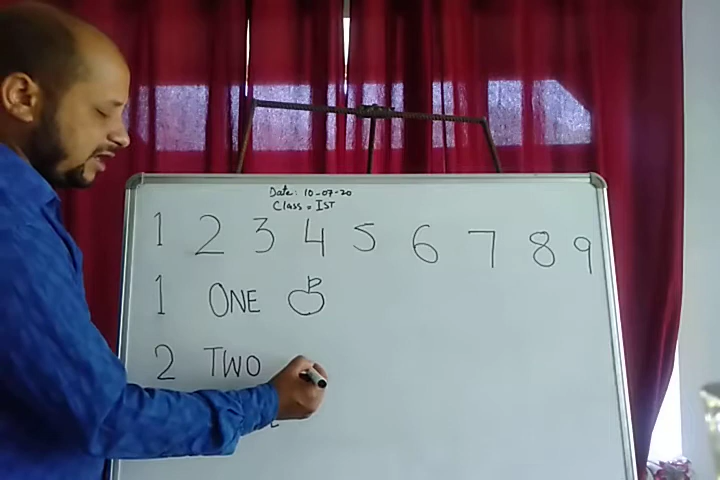 Date: 10-07-20
Class = IST
1 2 3 4 5 6 7 8 9
1 ONE
2 TWO